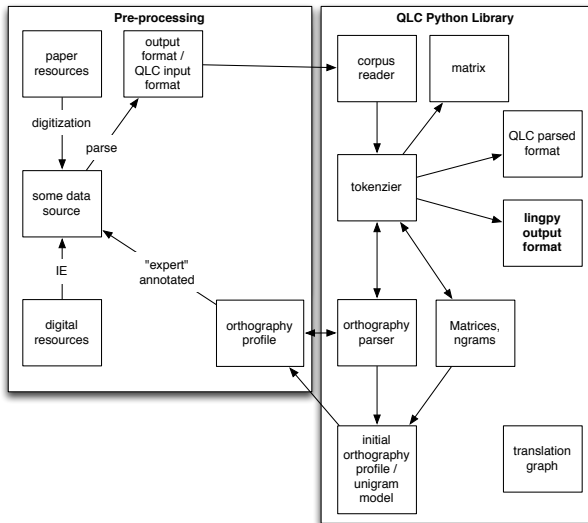 Pre-processing
paper
resources
output
format /
QLC input
format
digitization
parse
some data
source
IE
"expert"
annotated
digital
resources
orthography
profile
QLC Python Library
corpus
reader
matrix
QLC parsed
format
tokenzier
lingpy
output
format
orthography
parser
Matrices,
ngrams
initial
orthography
profile /
unigram
model
translation
graph